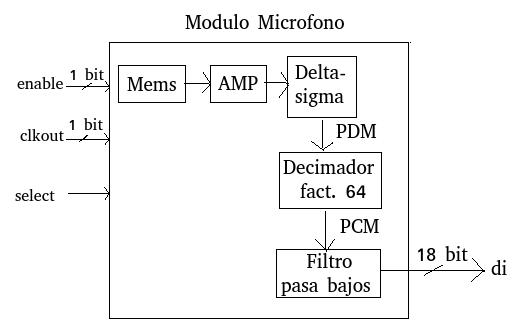 Modulo Microfono
enable
1 bit
Mems
AMP
Delta-
sigma
clkout
1 bit
PDM
select
Decimador
fact. 64
PCM
Filtro
pasa bajos
18 bit
di